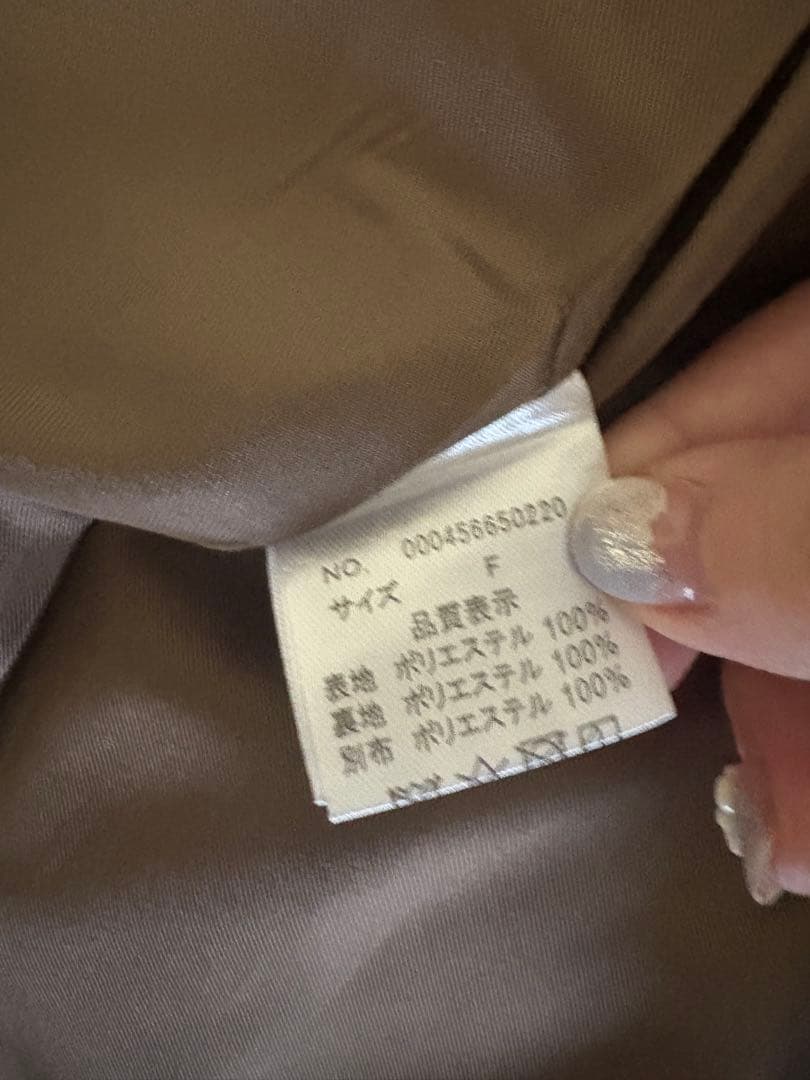 NO. 000456650220
サイズ F
品質表示
表地 ポリエステル 100%
裏地 ポリエステル 100%
別布 ポリエステル 100%